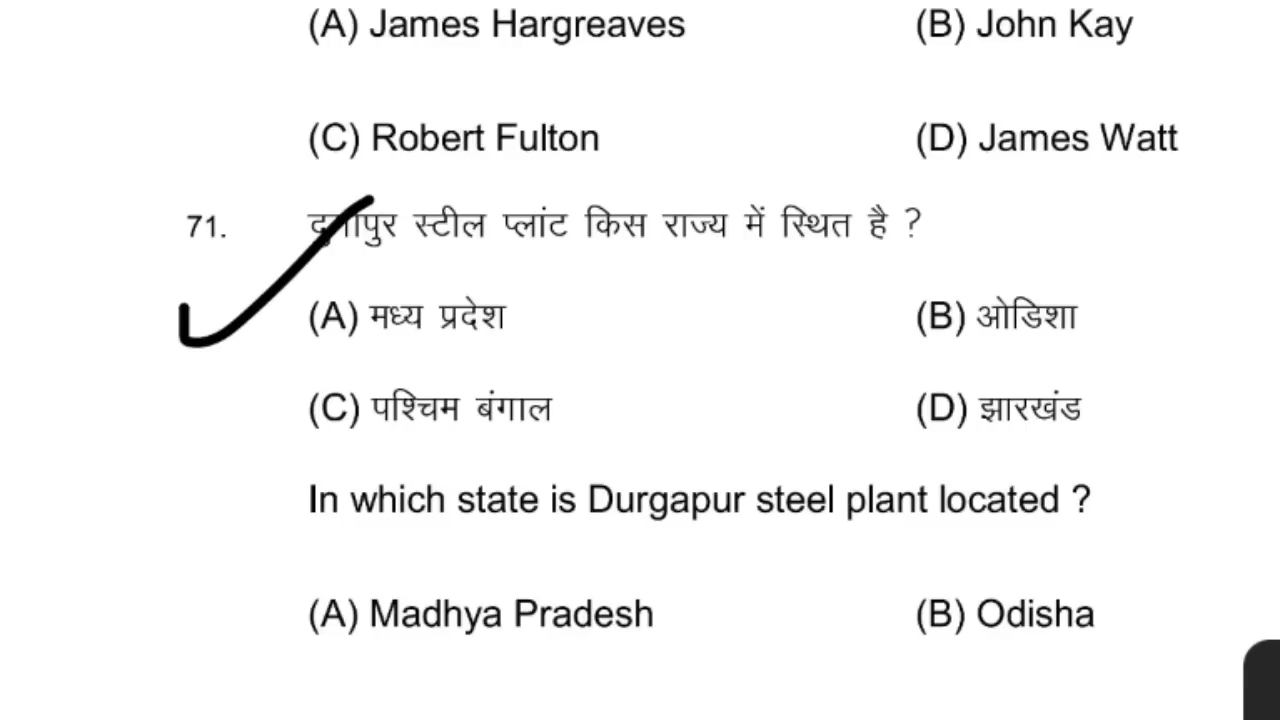 (A) James Hargreaves (B) John Kay
(C) Robert Fulton (D) James Watt
71. दुर्गापुर स्टील प्लांट किस राज्य में स्थित है ?
(A) मध्य प्रदेश (B) ओडिशा
(C) पश्चिम बंगाल (D) झारखंड
In which state is Durgapur steel plant located ?
(A) Madhya Pradesh (B) Odisha